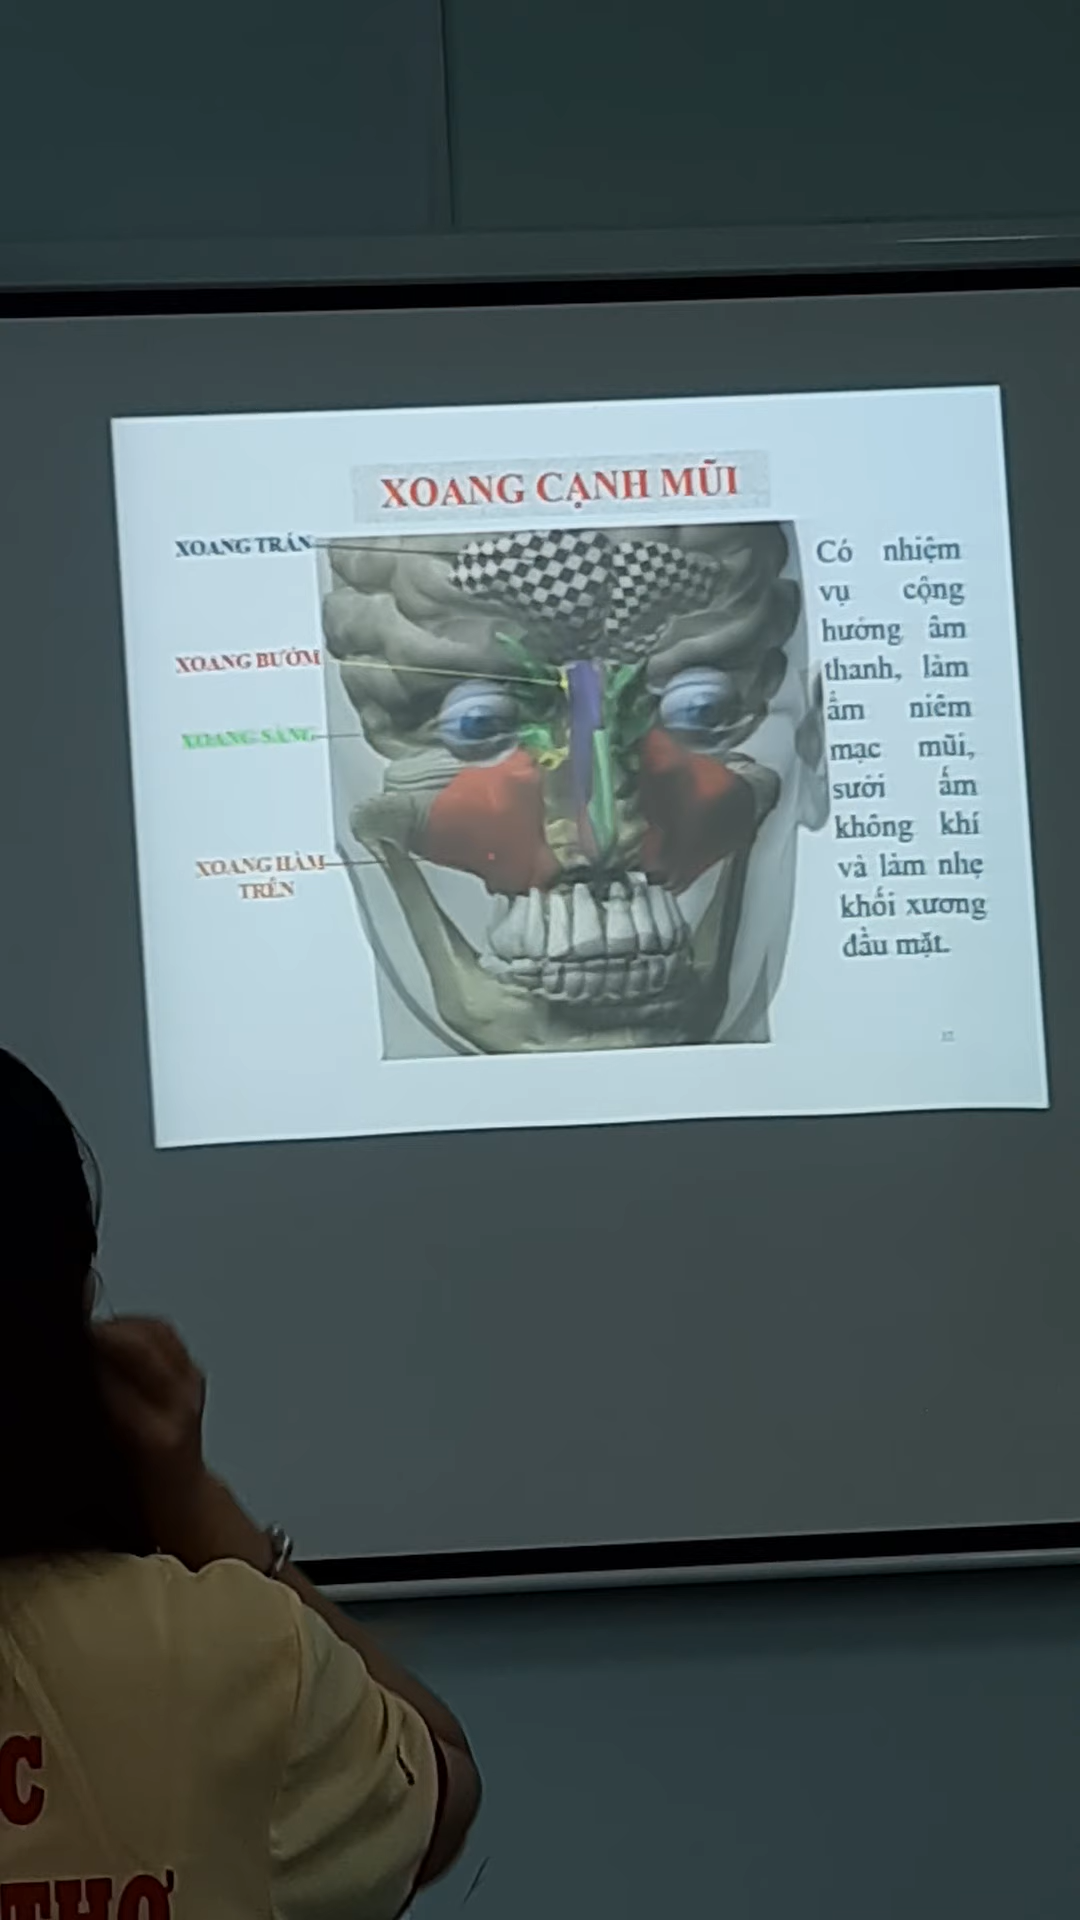 XOANG CẠNH MŨI
XOANG TRÁN
XOANG BƯỚM
XOANG SÀNG
XOANG HÀM
TRÊN
Có nhiệm
vụ cộng
hưởng âm
thanh, làm
ẩm niêm
mạc mũi,
sưởi ấm
không khí
và làm nhẹ
khối xương
đầu mặt.
C
THƠ